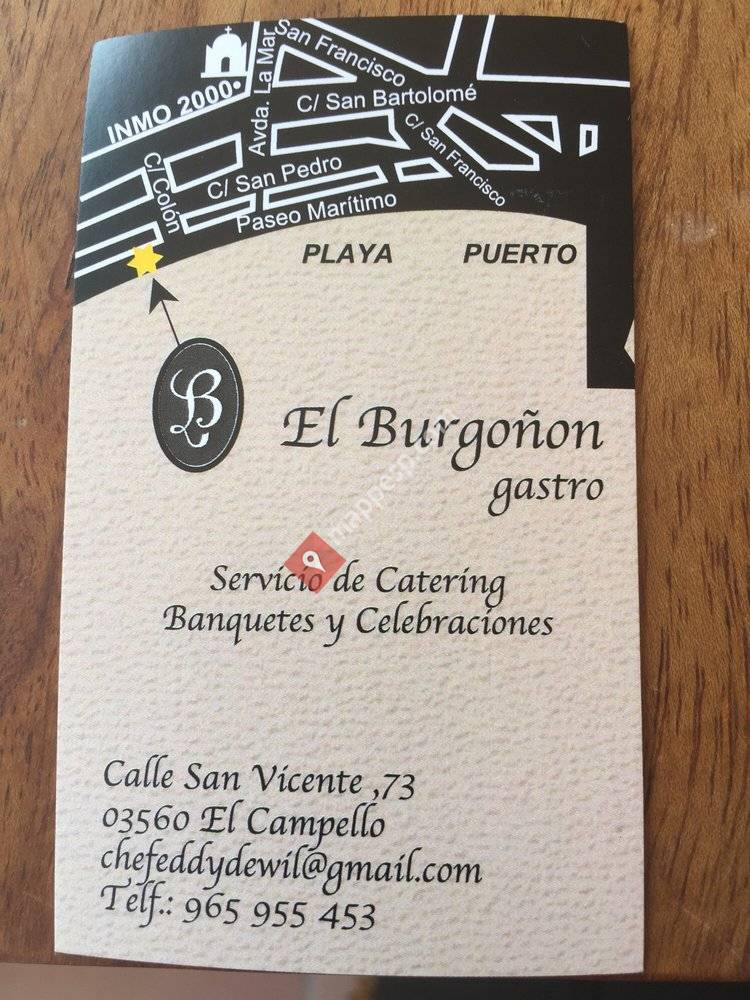 San Francisco
Avda. La Mar
INMO 2000
C/ San Bartolomé
C/ San Francisco
C/ Colón
C/ San Pedro
Paseo Marítimo
PLAYA PUERTO
B
El Burgoñon
gastro
Servicio de Catering
Banquetes y Celebraciones
Calle San Vicente ,73
03560 El Campello
chefeddydewil@gmail.com
Telf.: 965 955 453